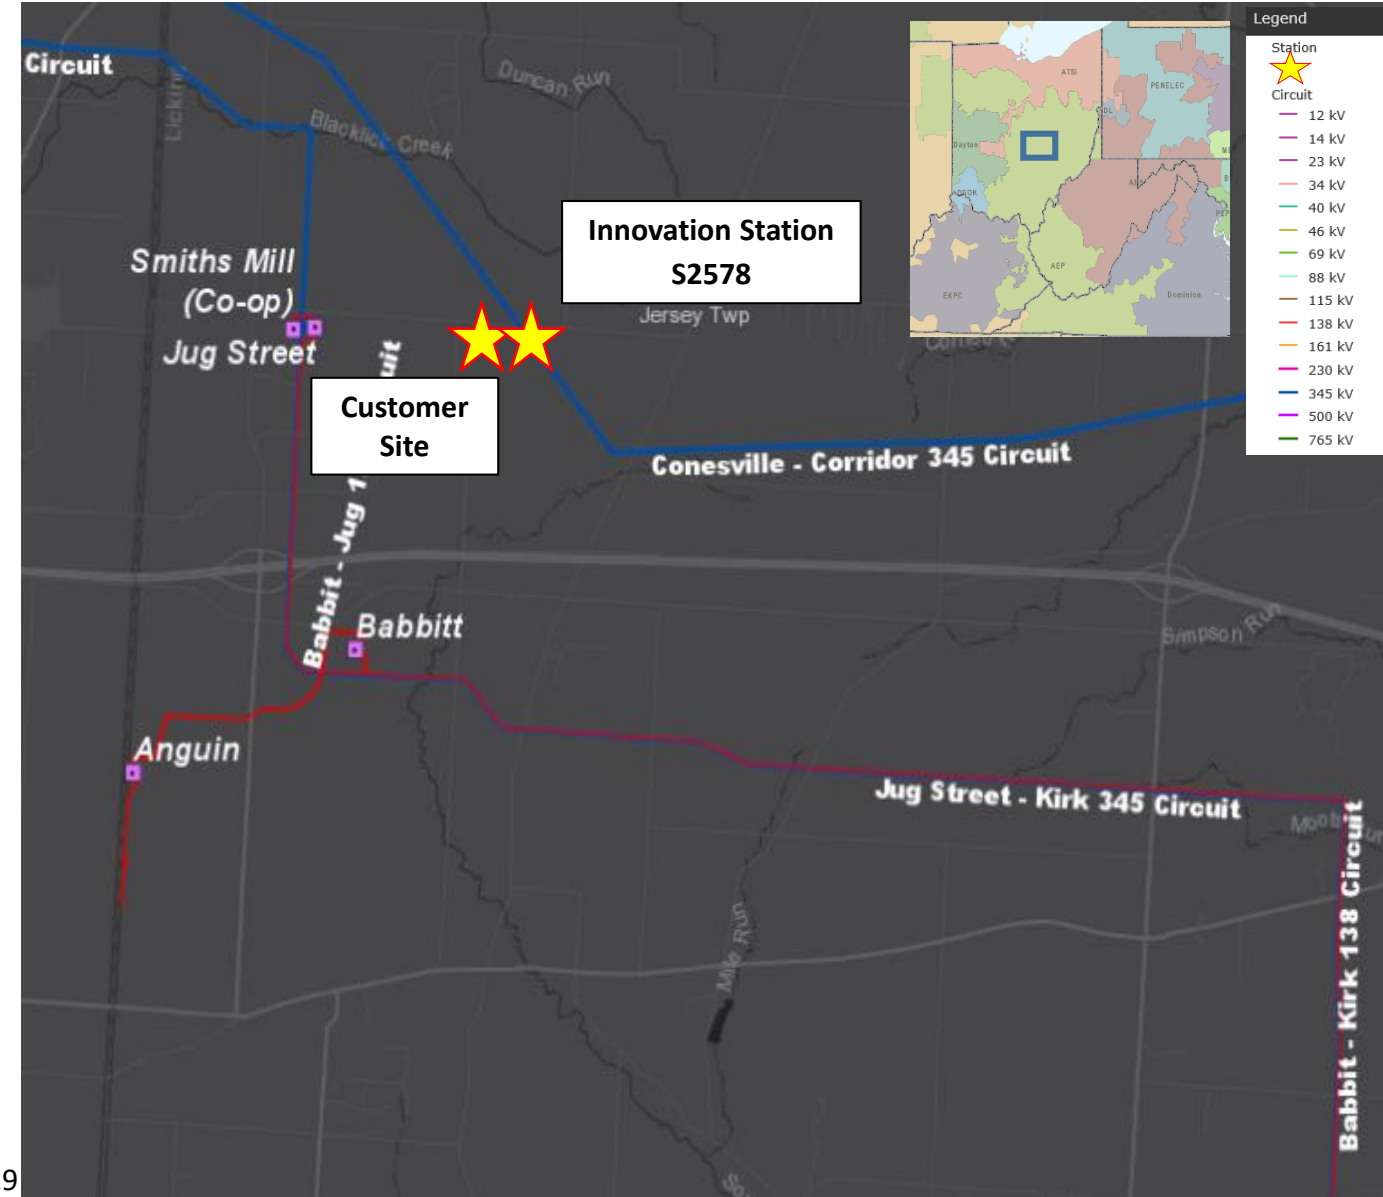 Circuit
Duncan Run
Blacklick Creek
Smiths Mill
(Co-op)
Jug Street
Innovation Station
S2578
Jersey Twp
Customer
Site
Conesville - Corridor 345 Circuit
Babbit - Jug 1
uit
Babbitt
Simpson Run
Anguin
Jug Street - Kirk 345 Circuit
Babbit - Kirk 138 Circuit
Mile Run
Legend
Station
Circuit
12 kV
14 kV
23 kV
34 kV
40 kV
46 kV
69 kV
88 kV
115 kV
138 kV
161 kV
230 kV
345 kV
500 kV
765 kV
ATSI
PENELEC
Dayton
AEP
EKPC
Dominion
9